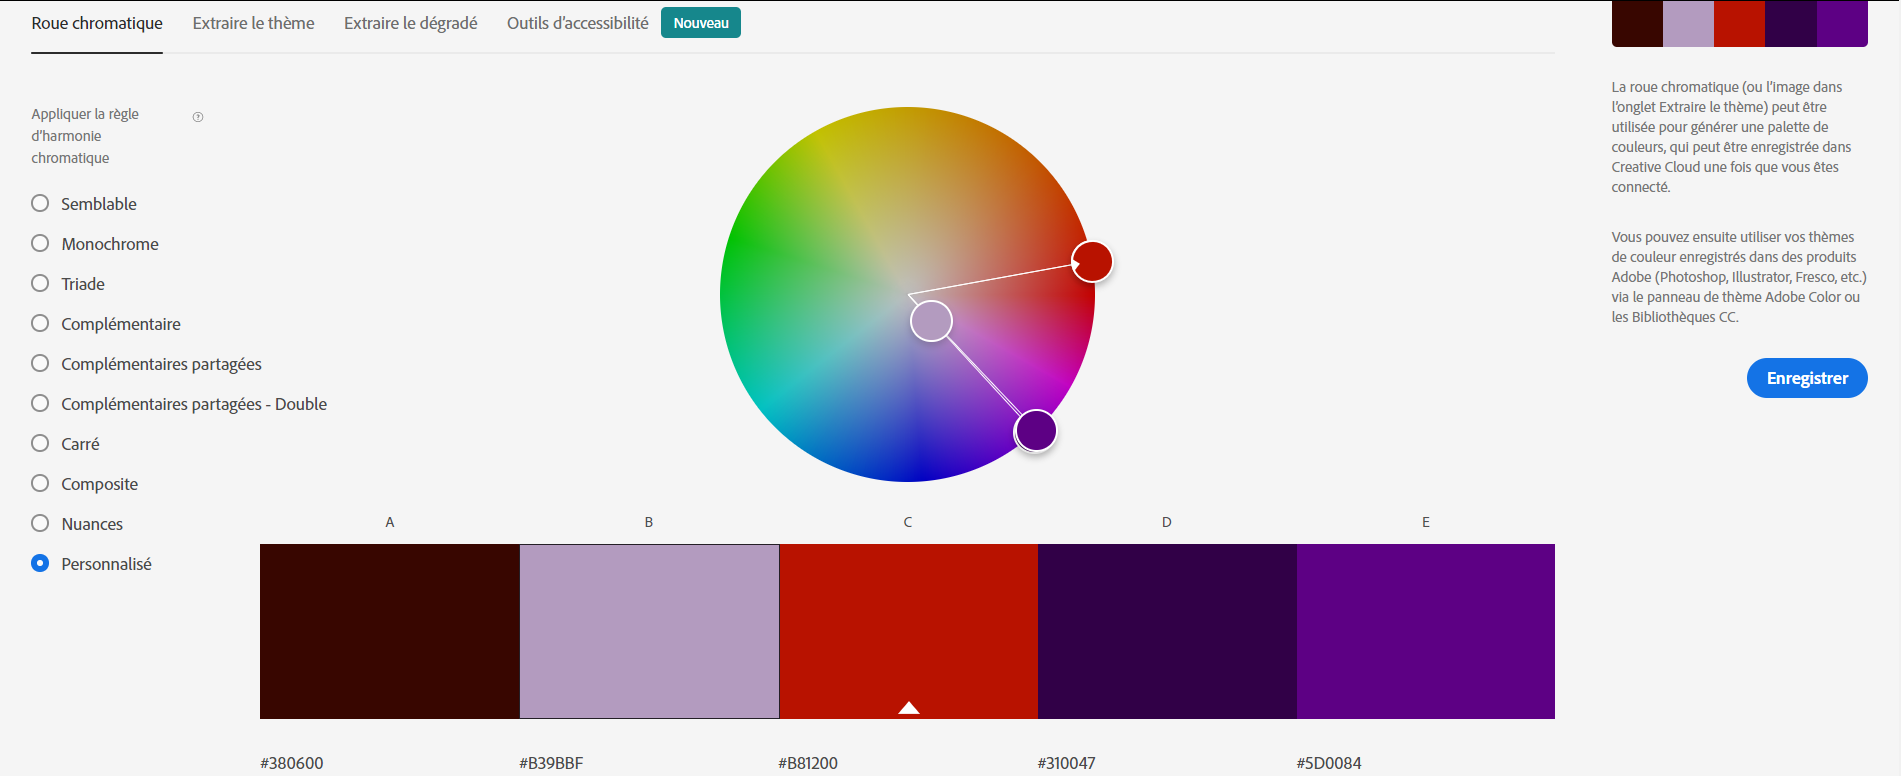 Roue chromatique
Extraire le thème
Extraire le dégradé
Outils d’accessibilité
Nouveau
Appliquer la règle
d’harmonie
chromatique
Semblable
Monochrome
Triade
Complémentaire
Complémentaires partagées
Complémentaires partagées - Double
Carré
Composite
Nuances
Personnalisé
A
B
C
D
E
#380600
#B39BBF
#B81200
#310047
#5D0084
La roue chromatique (ou l’image dans
l’onglet Extraire le thème) peut être
utilisée pour générer une palette de
couleurs, qui peut être enregistrée dans
Creative Cloud une fois que vous êtes
connecté.
Vous pouvez ensuite utiliser vos thèmes
de couleur enregistrés dans des produits
Adobe (Photoshop, Illustrator, Fresco, etc.)
via le panneau de thème Adobe Color ou
les Bibliothèques CC.
Enregistrer